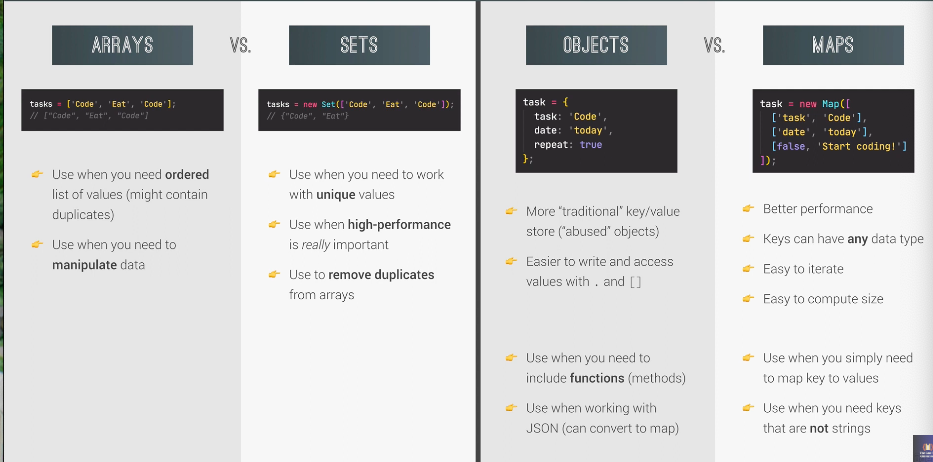 ARRAYS
VS.
SETS
tasks = ['Code', 'Eat', 'Code'];
// ["Code", "Eat", "Code"]
tasks = new Set(['Code', 'Eat', 'Code']);
// {"Code", "Eat"}
👉 Use when you need ordered
list of values (might contain
duplicates)
👉 Use when you need to
manipulate data
👉 Use when you need to work
with unique values
👉 Use when high-performance
is really important
👉 Use to remove duplicates
from arrays
OBJECTS
VS.
MAPS
task = {
task: 'Code',
date: 'today',
repeat: true
};
task = new Map([
['task', 'Code'],
['date', 'today'],
[false, 'Start coding!']
]);
👉 More “traditional” key/value
store (“abused” objects)
👉 Easier to write and access
values with . and []
👉 Use when you need to
include functions (methods)
👉 Use when working with
JSON (can convert to map)
👉 Better performance
👉 Keys can have any data type
👉 Easy to iterate
👉 Easy to compute size
👉 Use when you simply need
to map key to values
👉 Use when you need keys
that are not strings